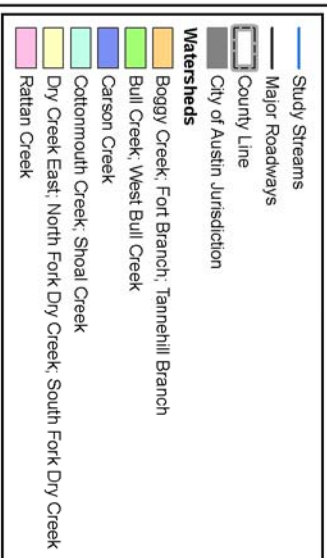 Study Streams
Major Roadways
County Line
City of Austin Jurisdiction
Watersheds
Boggy Creek; Fort Branch; Tannehill Branch
Bull Creek; West Bull Creek
Carson Creek
Cottonmouth Creek; Shoal Creek
Dry Creek East; North Fork Dry Creek; South Fork Dry Creek
Rattan Creek